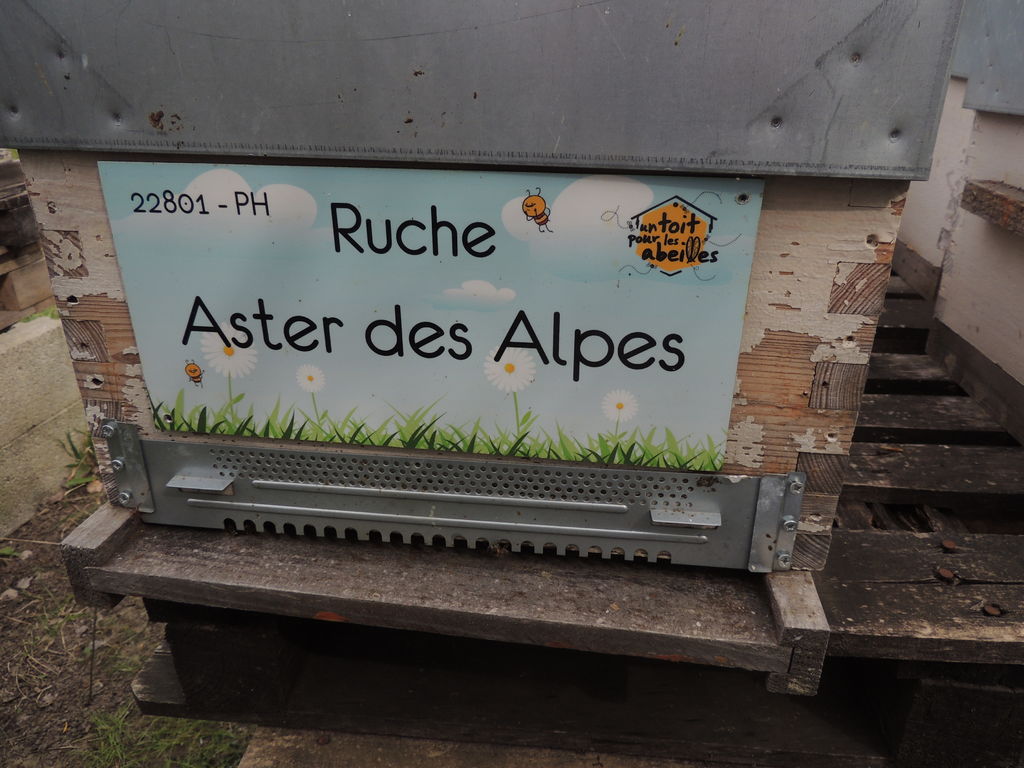 22801 - PH
Ruche
un toit
pour les
abeilles
Aster des Alpes